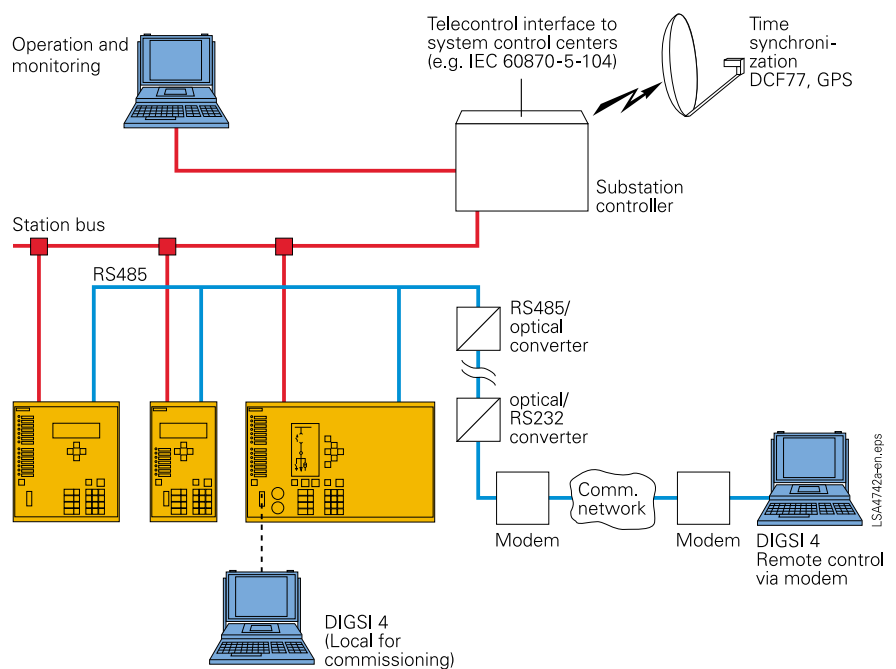 Operation and
monitoring
Telecontrol interface to
system control centers
(e.g. IEC 60870-5-104)
Time
synchroni-
zation
DCF77, GPS
Substation
controller
Station bus
RS485
RS485/
optical
converter
optical/
RS232
converter
Modem
Comm.
network
Modem
DIGSI 4
Remote control
via modem
LSA4742a-en.eps
DIGSI 4
(Local for
commissioning)